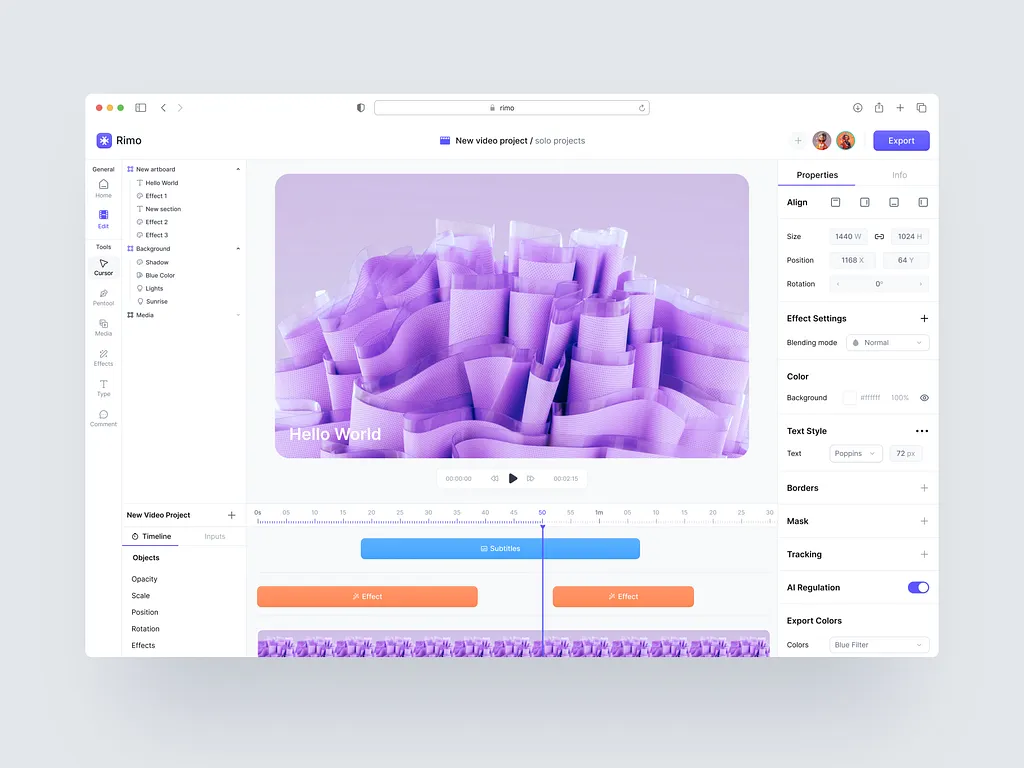 rimo
Rimo
New video project / solo projects
Export
General
Home
Edit
Tools
Cursor
Pentool
Media
Effects
Type
Comment
New artboard
Hello World
Effect 1
New section
Effect 2
Effect 3
Background
Shadow
Blue Color
Lights
Sunrise
Media
Hello World
00:00:00
00:02:15
Properties
Info
Align
Size 1440 W 1024 H
Position 1168 X 64 Y
Rotation 0°
Effect Settings
Blending mode Normal
Color
Background #ffffff 100%
Text Style
Text Poppins 72 px
Borders
Mask
Tracking
AI Regulation
Export Colors
Colors Blue Filter
New Video Project
Timeline Inputs
Objects
Opacity
Scale
Position
Rotation
Effects
0s 05 10 15 20 25 30 35 40 45 50 55 1m 05 10 15 20 25 30
Subtitles
Effect Effect